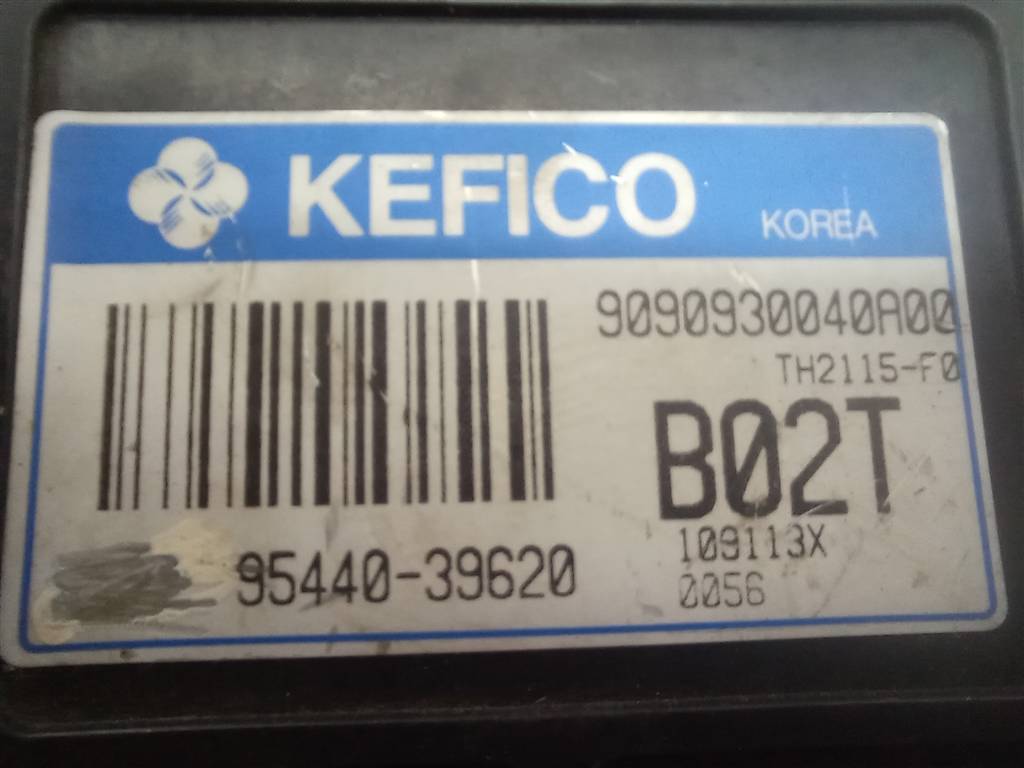 KEFICO
KOREA
9090930040A00
TH2115-F0
B02T
109113X
0056
95440-39620